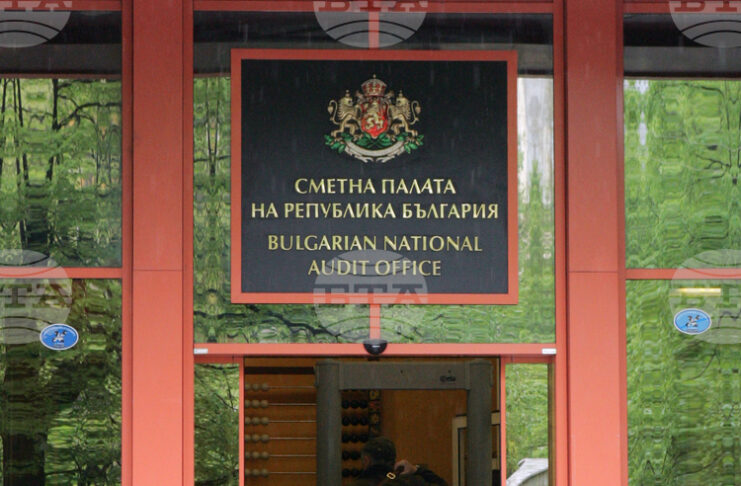 СМЕТНА ПАЛАТА
НА РЕПУБЛИКА БЪЛГАРИЯ
BULGARIAN NATIONAL
AUDIT OFFICE